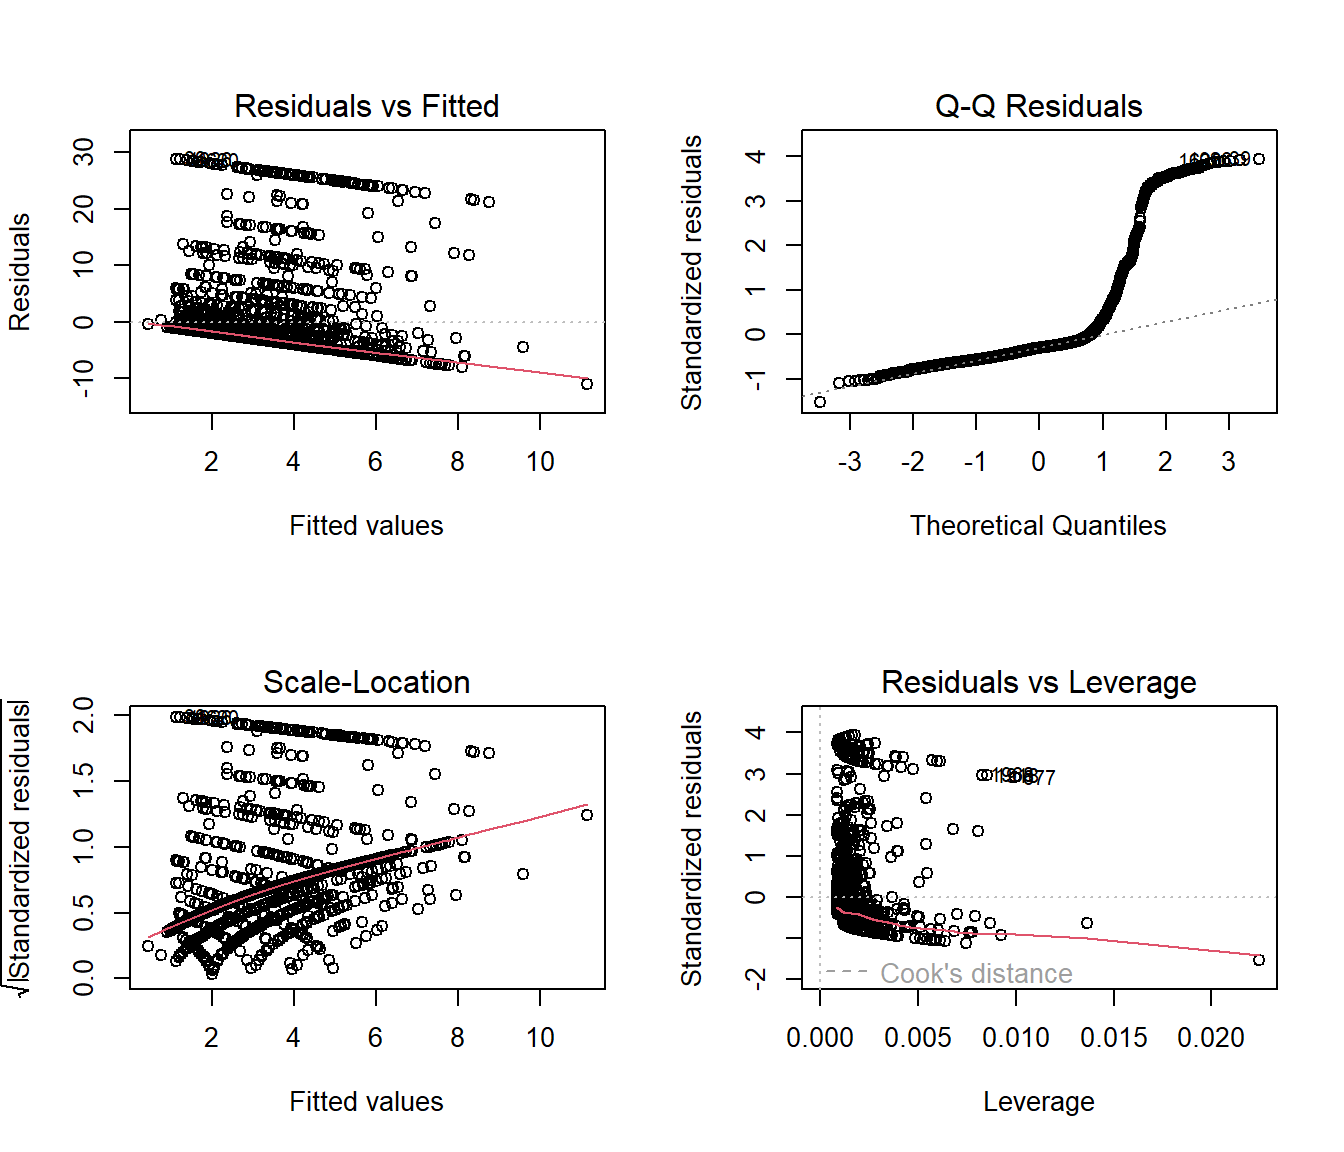 Residuals vs Fitted
Residuals
30
20
10
0
-10
2 4 6 8 10
Fitted values
Q-Q Residuals
Standardized residuals
4
3
2
1
0
-1
-3 -2 -1 0 1 2 3
Theoretical Quantiles
Scale-Location
√|Standardized residuals|
2.0
1.5
1.0
0.5
0.0
2 4 6 8 10
Fitted values
Residuals vs Leverage
Standardized residuals
4
3
2
1
0
-2
Cook's distance
0.000 0.005 0.010 0.015 0.020
Leverage